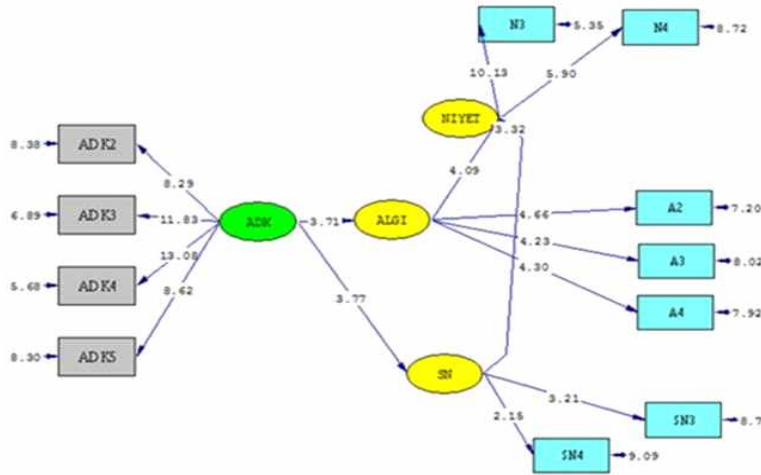 N3
5.35
N4
8.72
10.13
5.90
NIYET
3.32
8.38
ADK2
8.29
4.09
6.89
ADK3
11.83
ADK
3.71
ALGI
4.66
A2
7.20
4.23
A3
8.02
13.08
5.68
ADK4
4.30
A4
7.92
8.62
3.77
8.30
ADK5
SN
3.21
SN3
8.7
2.15
SN4
9.09